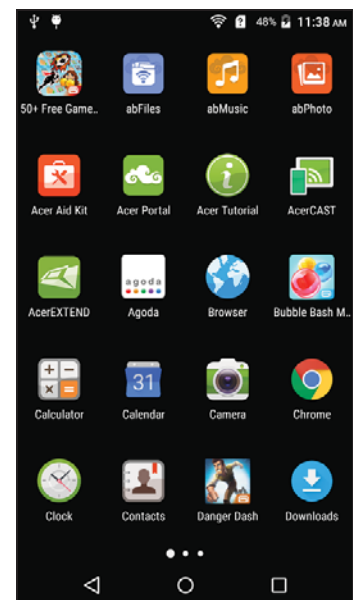 48% 11:38 AM
50+ Free Game.. abFiles abMusic abPhoto
Acer Aid Kit Acer Portal Acer Tutorial AcerCAST
agoda
AcerEXTEND Agoda Browser Bubble Bash M..
31
Calculator Calendar Camera Chrome
Clock Contacts Danger Dash Downloads